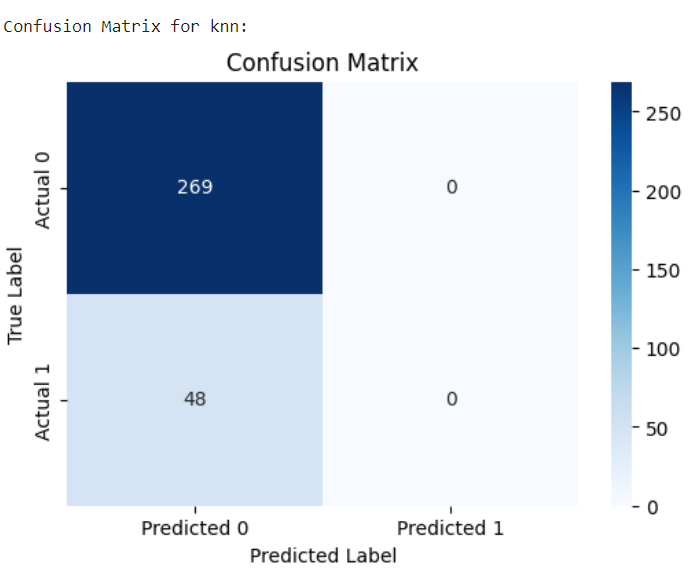 Confusion Matrix for knn:
Confusion Matrix
True Label
Actual 0
Actual 1
269
0
48
0
Predicted 0
Predicted 1
Predicted Label
250
200
150
100
50
0